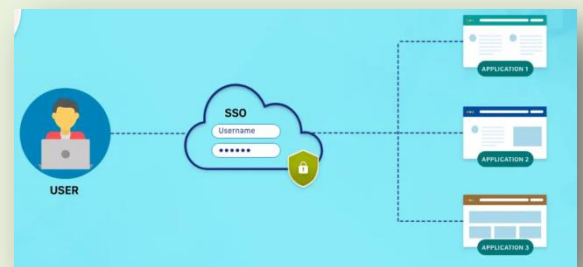 SSO
Username
••••••
USER
APPLICATION 1
APPLICATION 2
APPLICATION 3